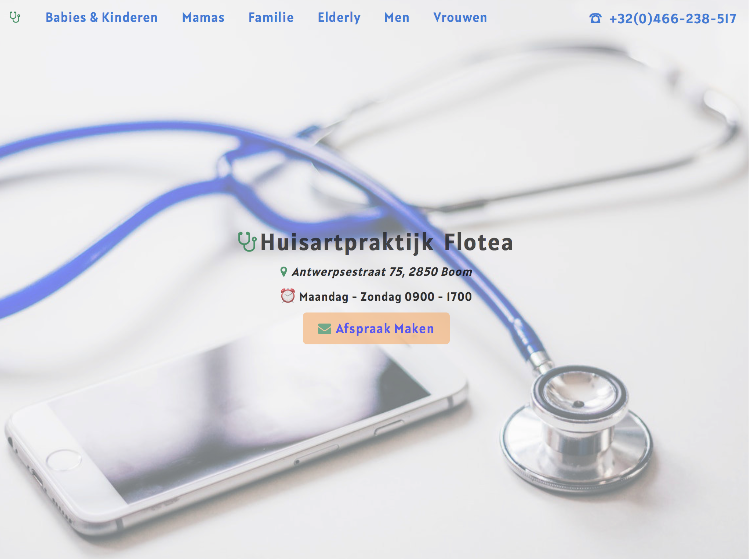 Babies & Kinderen Mamas Familie Elderly Men Vrouwen +32(0)466-238-517
Huisartpraktijk Flotea
Antwerpsestraat 75, 2850 Boom
Maandag - Zondag 0900 - 1700
Afspraak Maken